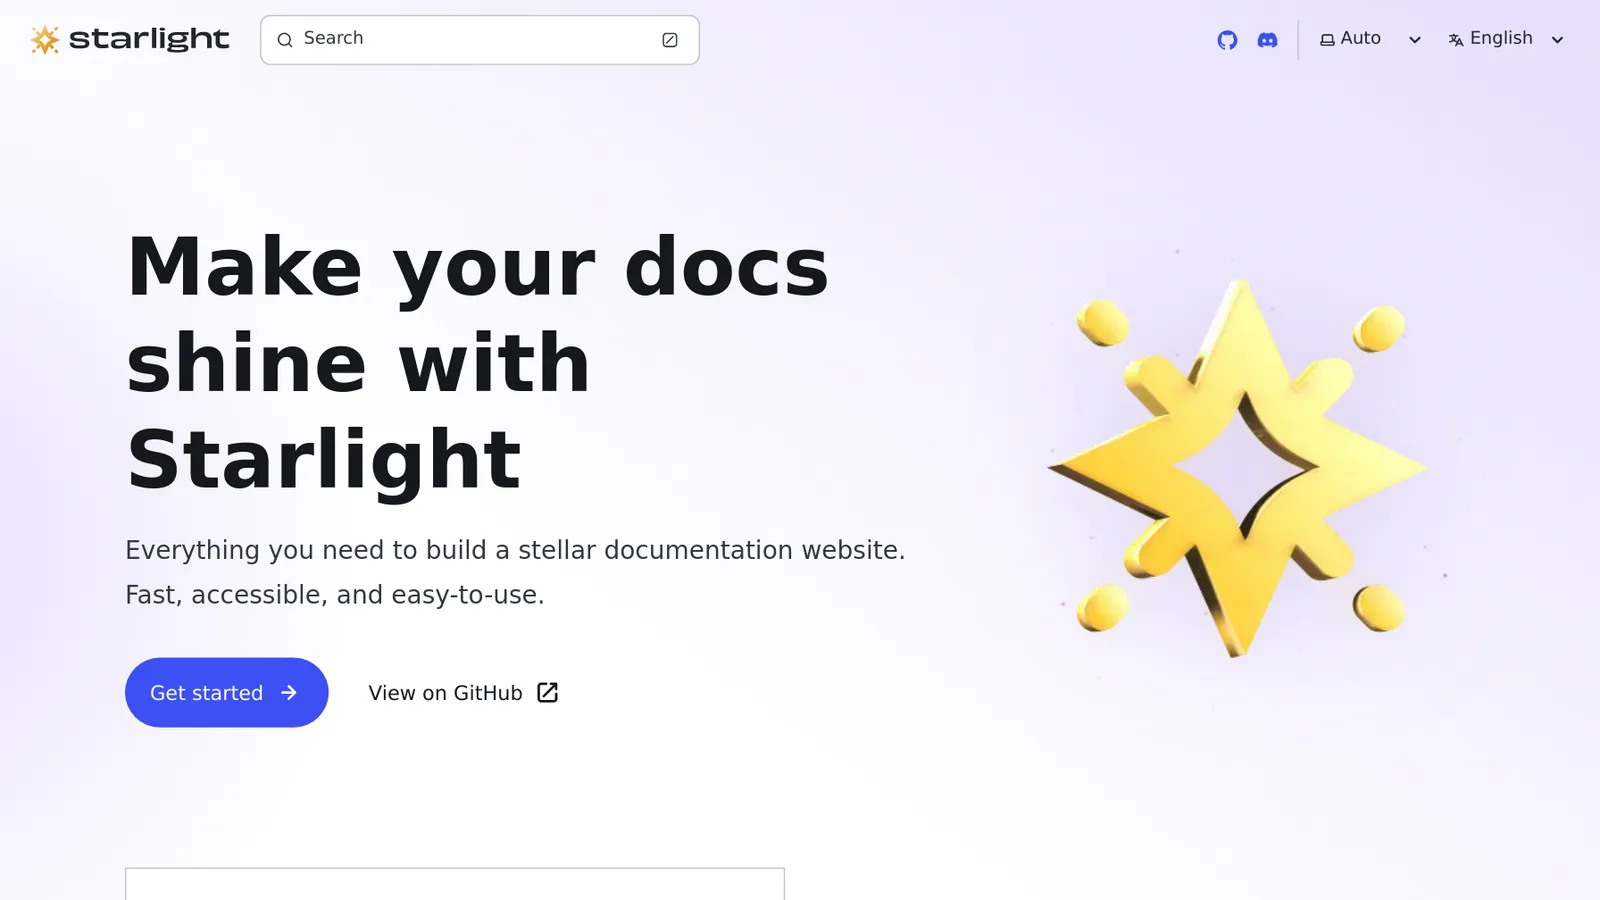 starlight
Search
Auto
English
Make your docs
shine with
Starlight
Everything you need to build a stellar documentation website.
Fast, accessible, and easy-to-use.
Get started
View on GitHub